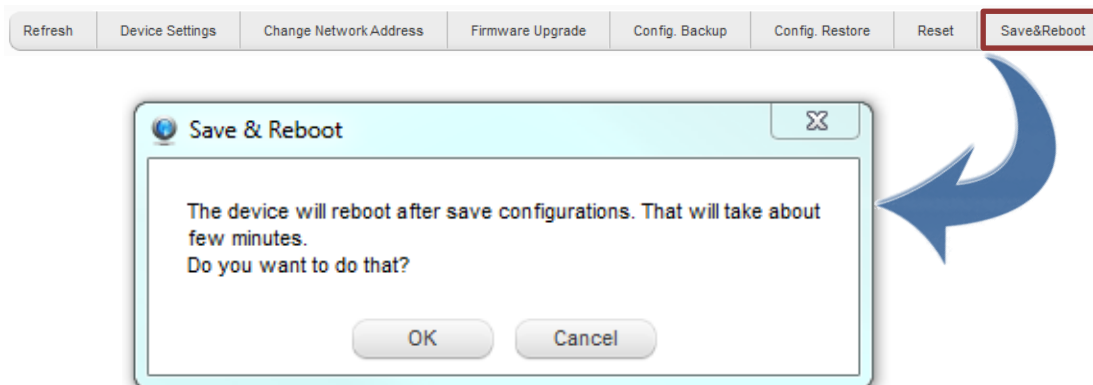 Refresh Device Settings Change Network Address Firmware Upgrade Config. Backup Config. Restore Reset Save&Reboot
Save & Reboot
The device will reboot after save configurations. That will take about
few minutes.
Do you want to do that?
OK Cancel